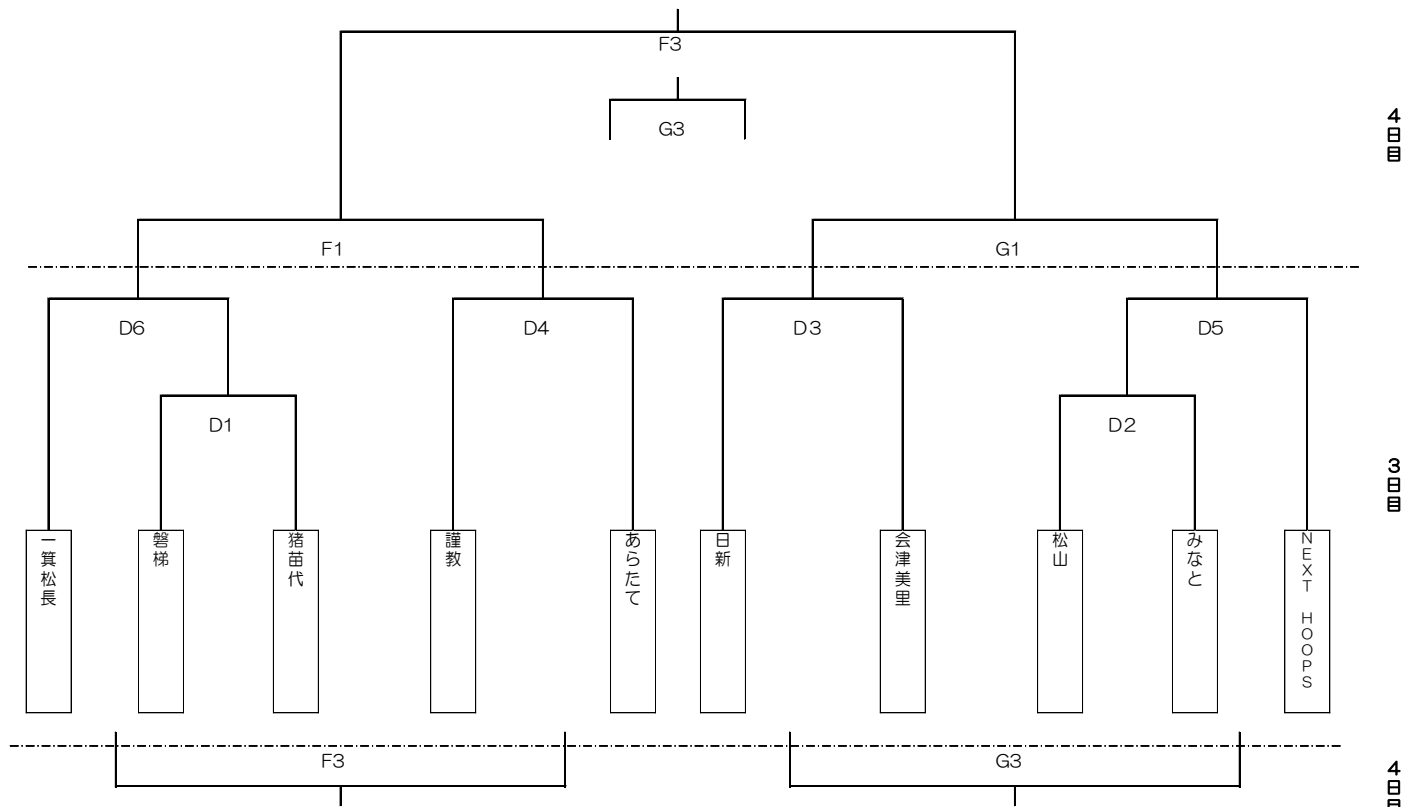 F3
G3
4日目
F1
G1
D6
D4
D3
D5
D1
D2
3日目
一箕松長
磐梯
猪苗代
謹教
あらたて
日新
会津美里
松山
みなと
NEXT HOOPS
F3
G3
4日目